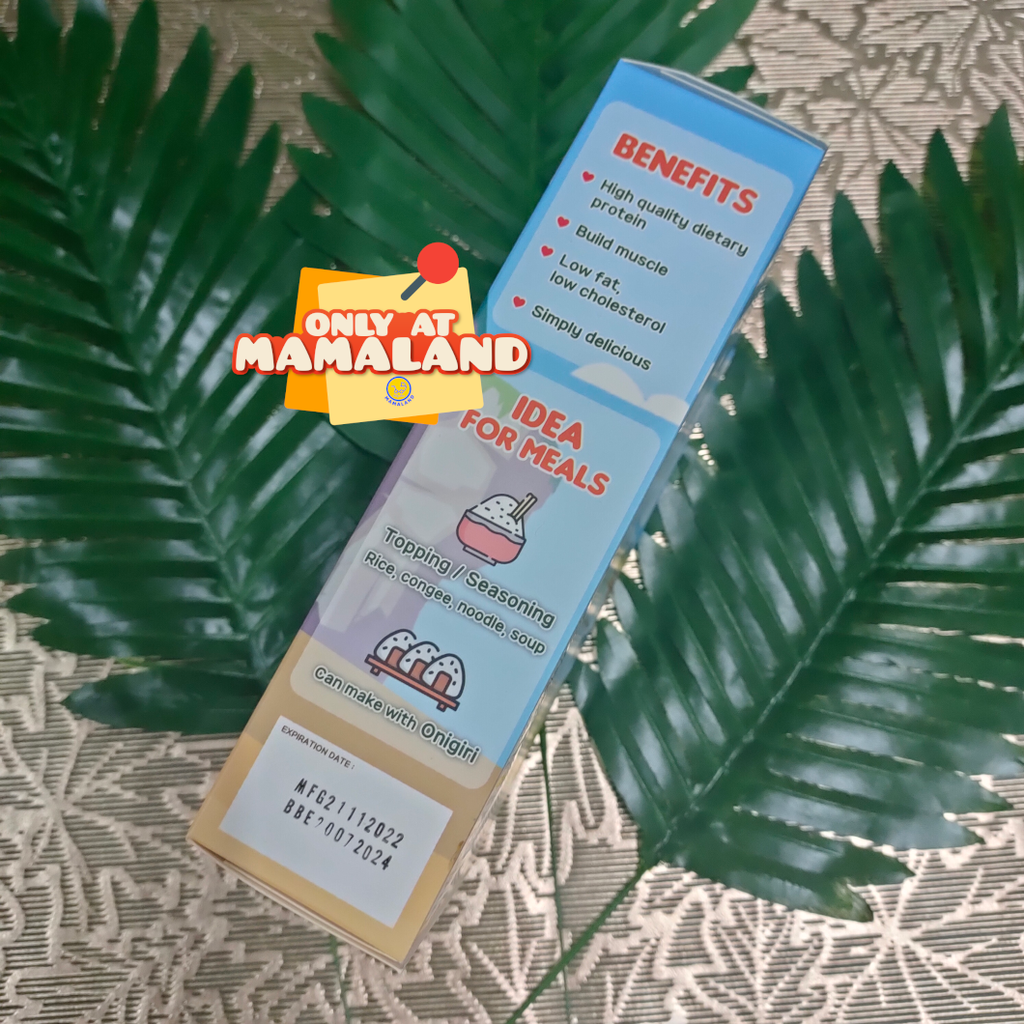 BENEFITS
High quality dietary
protein
Build muscle
Low fat,
low cholesterol
Simply delicious
ONLY AT
MAMALAND
MAMALAND
IDEA
FOR MEALS
Topping / Seasoning
Rice, congee, noodle, soup
Can make with Onigiri
EXPIRATION DATE :
MFG21112022
BBE20072024